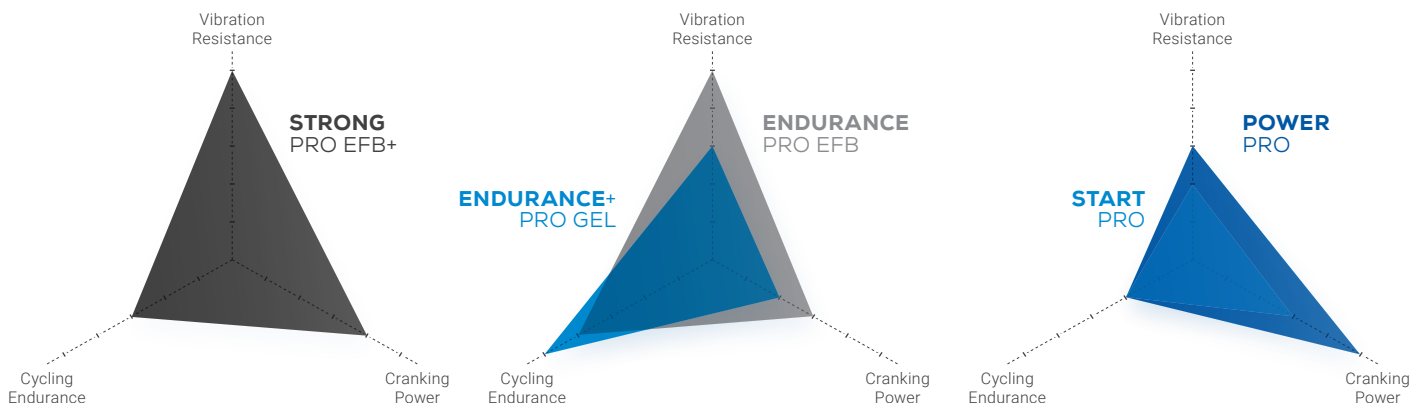 Vibration
Resistance
STRONG
PRO EFB+
Cycling
Endurance
Cranking
Power
Vibration
Resistance
ENDURANCE
PRO EFB
ENDURANCE+
PRO GEL
Cycling
Endurance
Cranking
Power
Vibration
Resistance
POWER
PRO
START
PRO
Cycling
Endurance
Cranking
Power